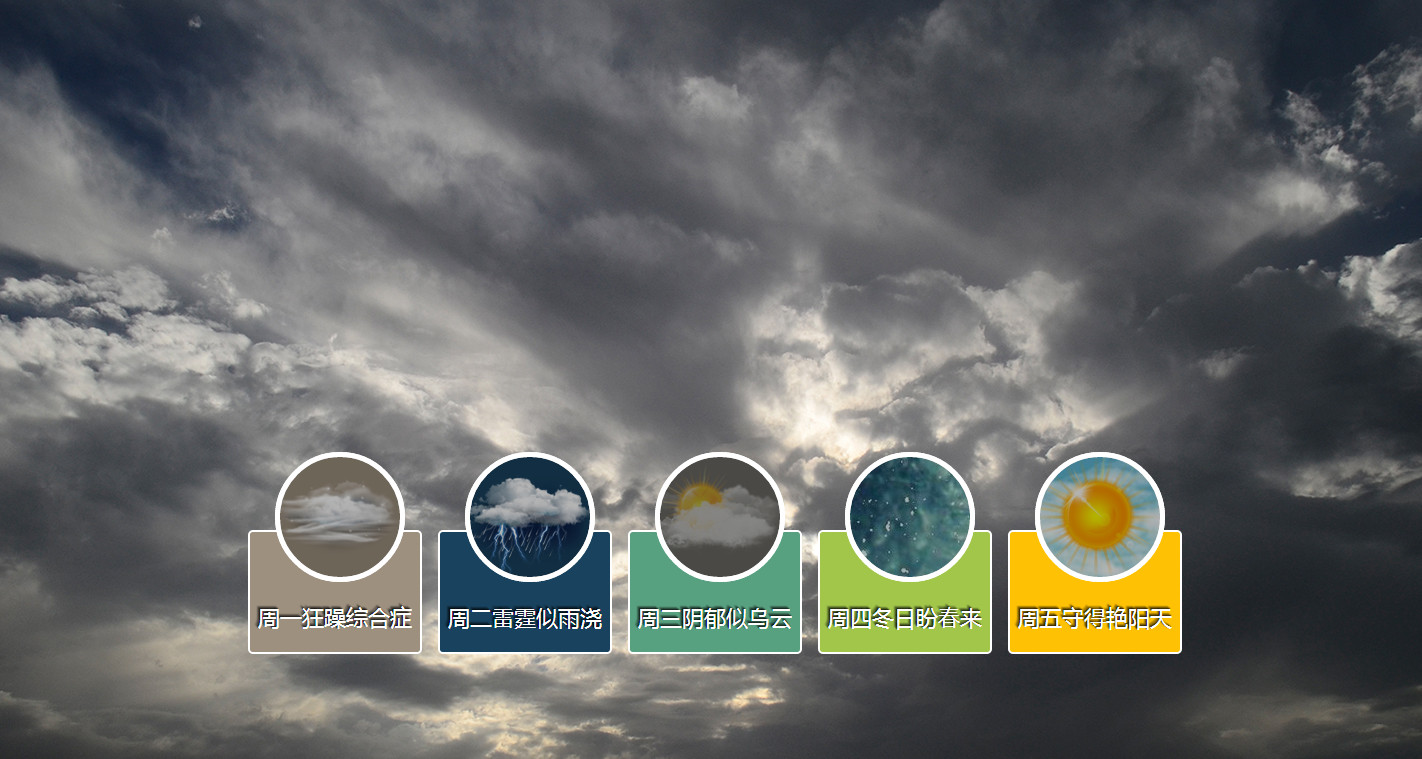 周一狂躁综合症
周二雷霆似雨浇
周三阴郁似乌云
周四冬日盼春来
周五守得艳阳天